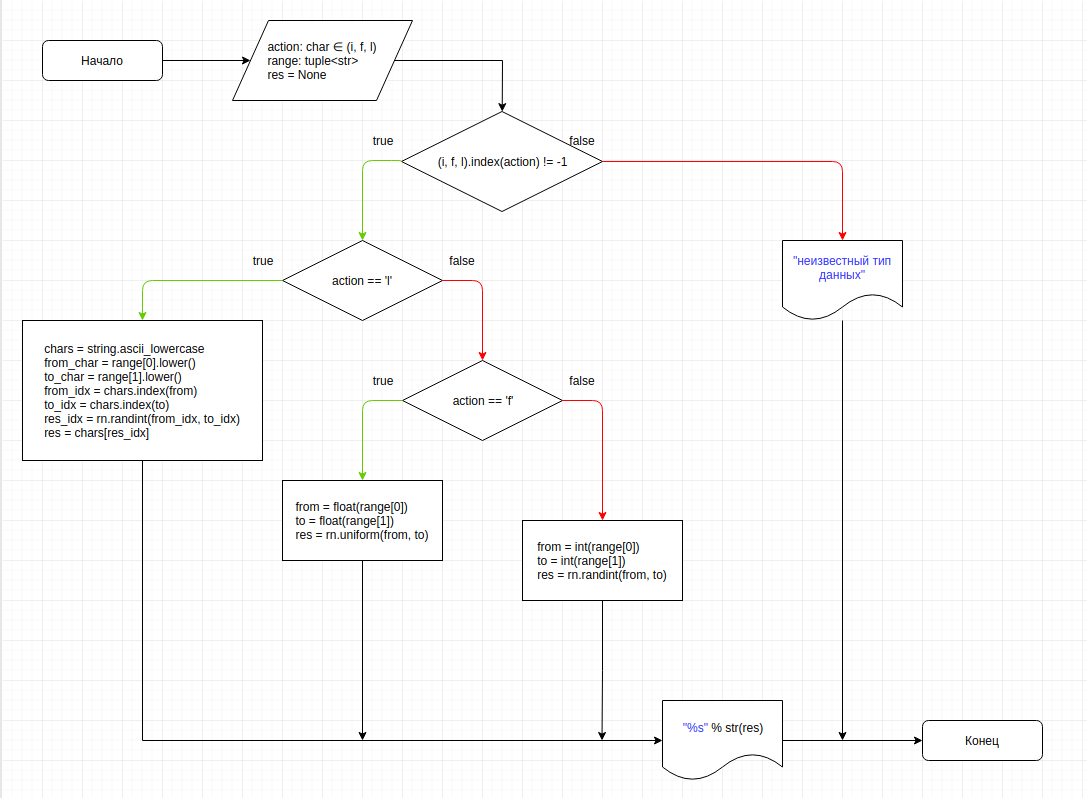 Начало
action: char ∈ (i, f, l)
range: tuple<str>
res = None
true
false
(i, f, l).index(action) != -1
true
false
action == 'l'
"неизвестный тип
данных"
chars = string.ascii_lowercase
from_char = range[0].lower()
to_char = range[1].lower()
from_idx = chars.index(from)
to_idx = chars.index(to)
res_idx = rn.randint(from_idx, to_idx)
res = chars[res_idx]
true
false
action == 'f'
from = float(range[0])
to = float(range[1])
res = rn.uniform(from, to)
from = int(range[0])
to = int(range[1])
res = rn.randint(from, to)
"%s" % str(res)
Конец